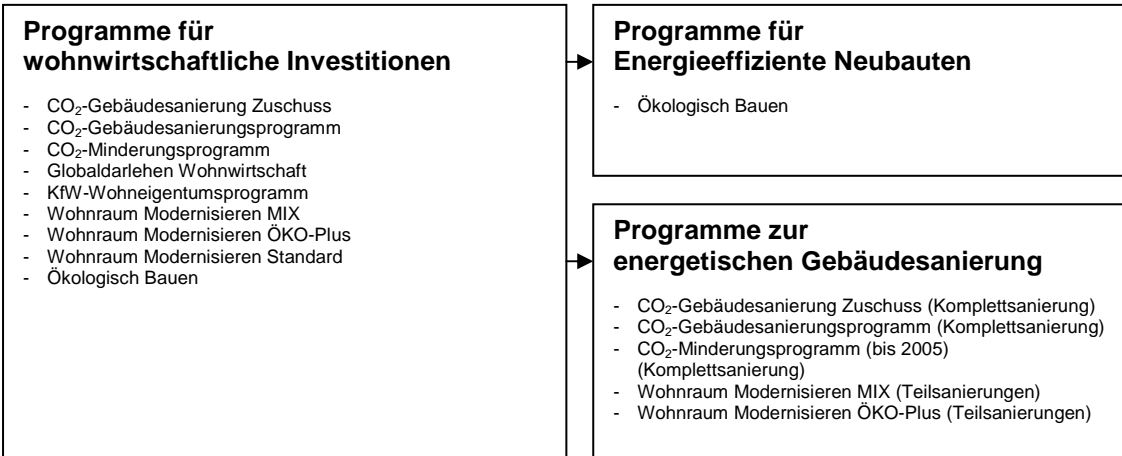 Programme für
wohnwirtschaftliche Investitionen
- CO₂-Gebäudesanierung Zuschuss
- CO₂-Gebäudesanierungsprogramm
- CO₂-Minderungsprogramm
- Globaldarlehen Wohnwirtschaft
- KfW-Wohneigentumsprogramm
- Wohnraum Modernisieren MIX
- Wohnraum Modernisieren ÖKO-Plus
- Wohnraum Modernisieren Standard
- Ökologisch Bauen
Programme für
Energieeffiziente Neubauten
- Ökologisch Bauen
Programme zur
energetischen Gebäudesanierung
- CO₂-Gebäudesanierung Zuschuss (Komplettsanierung)
- CO₂-Gebäudesanierungsprogramm (Komplettsanierung)
- CO₂-Minderungsprogramm (bis 2005)
(Komplettsanierung)
- Wohnraum Modernisieren MIX (Teilsanierungen)
- Wohnraum Modernisieren ÖKO-Plus (Teilsanierungen)